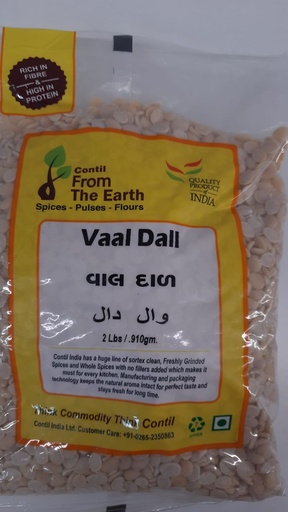 RICH IN
FIBRE
&
HIGH IN
PROTEIN
Contil
From
The Earth
Spices - Pulses - Flours
QUALITY
PRODUCT
of
INDIA
Vaal Dall
વાલ દાળ
وال دال
2 Lbs / .910gm.
Contil India has a huge line of sortex clean, Freshly Grinded
Spices and Whole Spices with no fillers added which makes it
must for every kitchen. Manufacturing and packaging
technology keeps the natural aroma intact for perfect taste and
stays fresh for long time.
Think Commodity Think Contil
Contil India Ltd. Customer Care: +91-0265-2350863